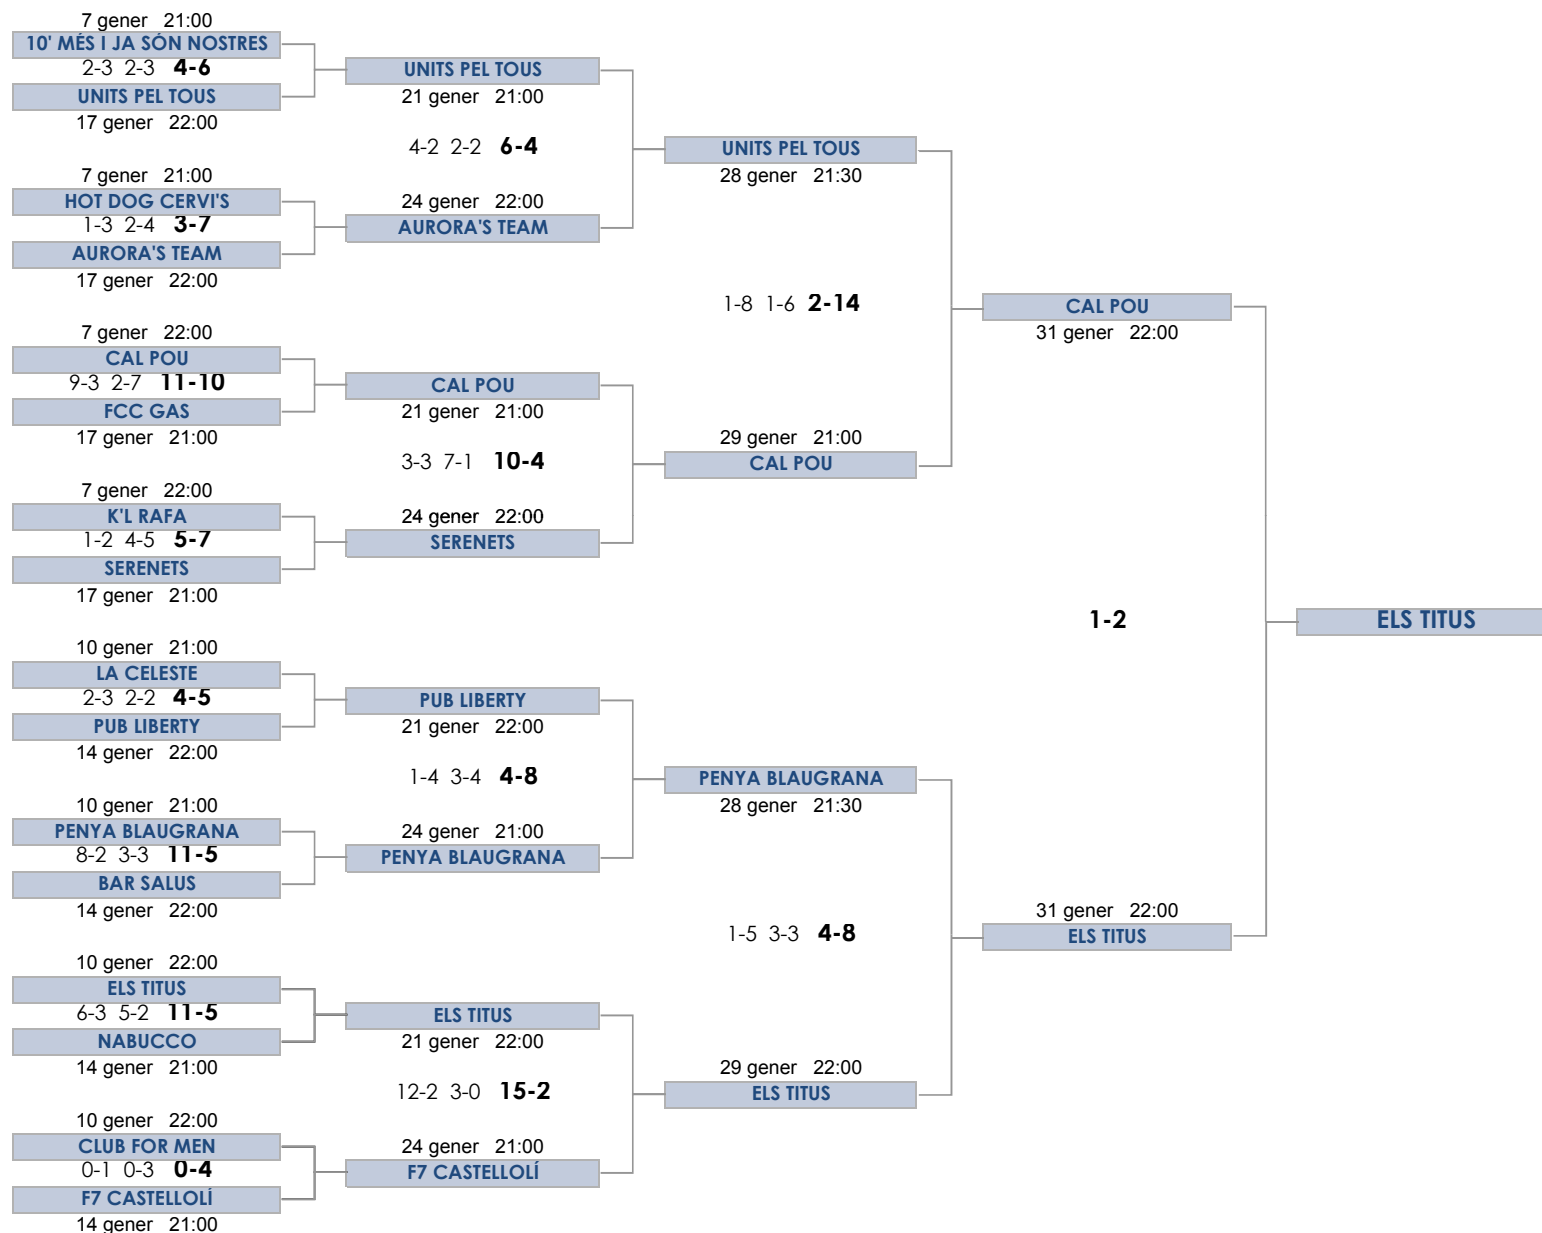 7 gener 21:00
10' MÉS I JA SÓN NOSTRES
2-3 2-3 4-6
UNITS PEL TOUS
17 gener 22:00
7 gener 21:00
HOT DOG CERVI'S
1-3 2-4 3-7
AURORA'S TEAM
17 gener 22:00
7 gener 22:00
CAL POU
9-3 2-7 11-10
FCC GAS
17 gener 21:00
7 gener 22:00
K'L RAFA
1-2 4-5 5-7
SERENETS
17 gener 21:00
10 gener 21:00
LA CELESTE
2-3 2-2 4-5
PUB LIBERTY
14 gener 22:00
10 gener 21:00
PENYA BLAUGRANA
8-2 3-3 11-5
BAR SALUS
14 gener 22:00
10 gener 22:00
ELS TITUS
6-3 5-2 11-5
NABUCCO
14 gener 21:00
10 gener 22:00
CLUB FOR MEN
0-1 0-3 0-4
F7 CASTELLOLÍ
14 gener 21:00
UNITS PEL TOUS
21 gener 21:00
4-2 2-2 6-4
24 gener 22:00
AURORA'S TEAM
CAL POU
21 gener 21:00
3-3 7-1 10-4
24 gener 22:00
SERENETS
PUB LIBERTY
21 gener 22:00
1-4 3-4 4-8
24 gener 21:00
PENYA BLAUGRANA
ELS TITUS
21 gener 22:00
12-2 3-0 15-2
24 gener 21:00
F7 CASTELLOLÍ
UNITS PEL TOUS
28 gener 21:30
1-8 1-6 2-14
29 gener 21:00
CAL POU
PENYA BLAUGRANA
28 gener 21:30
1-5 3-3 4-8
29 gener 22:00
ELS TITUS
CAL POU
31 gener 22:00
1-2
31 gener 22:00
ELS TITUS
ELS TITUS